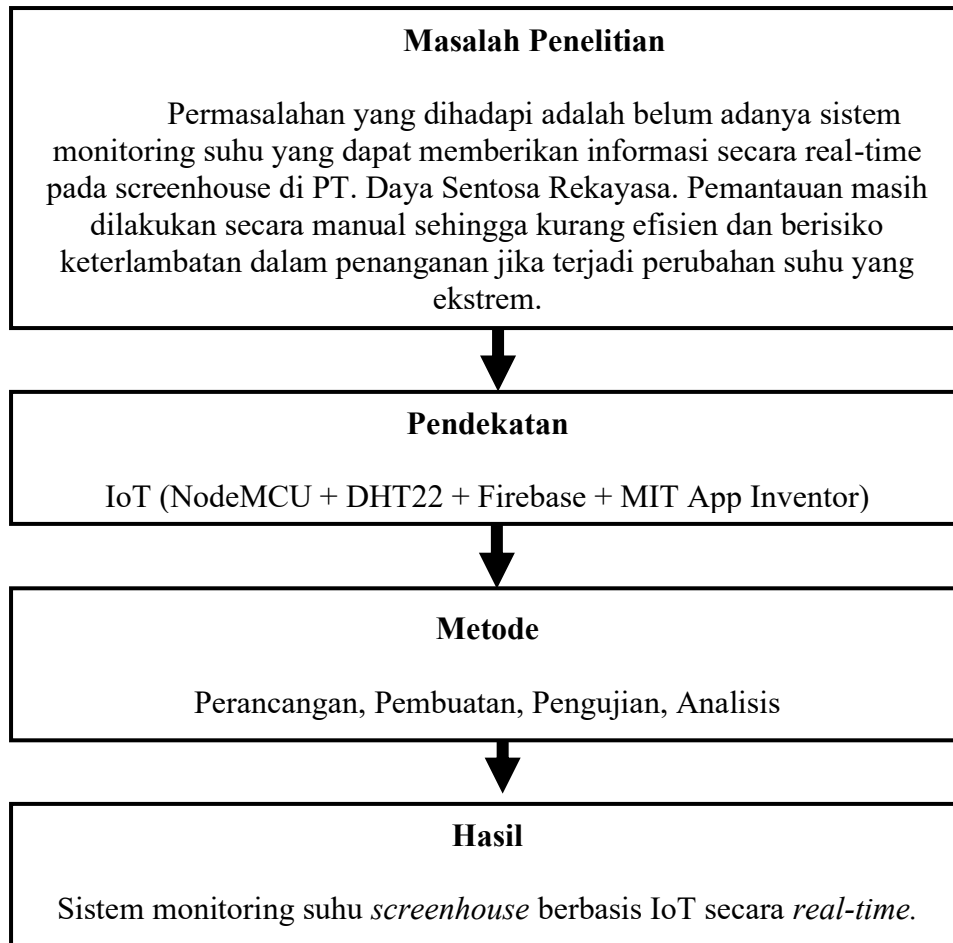 Masalah Penelitian
Permasalahan yang dihadapi adalah belum adanya sistem
monitoring suhu yang dapat memberikan informasi secara real-time
pada screenhouse di PT. Daya Sentosa Rekayasa. Pemantauan masih
dilakukan secara manual sehingga kurang efisien dan berisiko
keterlambatan dalam penanganan jika terjadi perubahan suhu yang
ekstrem.
Pendekatan
IoT (NodeMCU + DHT22 + Firebase + MIT App Inventor)
Metode
Perancangan, Pembuatan, Pengujian, Analisis
Hasil
Sistem monitoring suhu screenhouse berbasis IoT secara real-time.